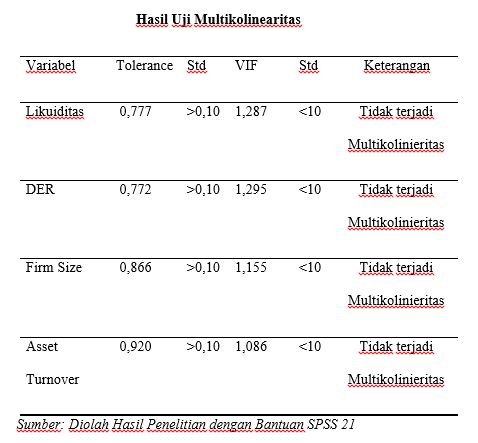 Hasil Uji Multikolinearitas
Variabel Tolerance Std VIF Std Keterangan
Likuiditas 0,777 >0,10 1,287 <10 Tidak terjadi
Multikolinieritas
DER 0,772 >0,10 1,295 <10 Tidak terjadi
Multikolinieritas
Firm Size 0,866 >0,10 1,155 <10 Tidak terjadi
Multikolinieritas
Asset 0,920 >0,10 1,086 <10 Tidak terjadi
Turnover Multikolinieritas
Sumber: Diolah Hasil Penelitian dengan Bantuan SPSS 21